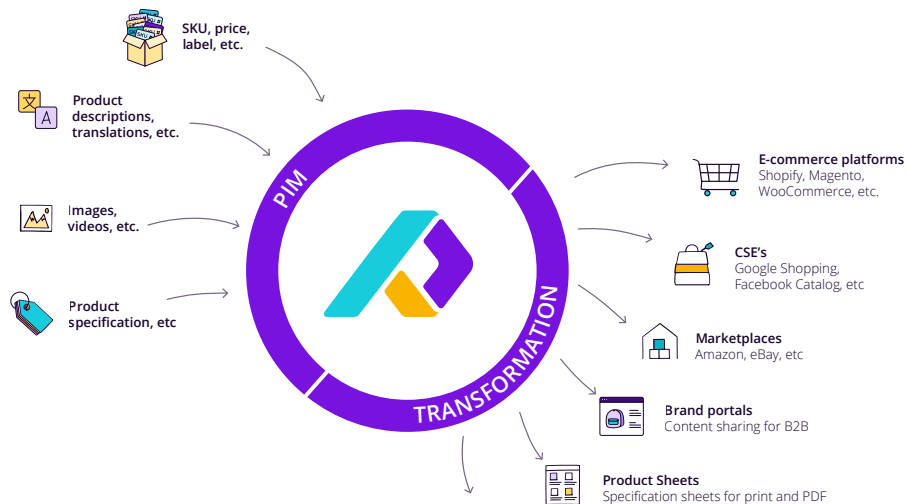 SKU, price,
label, etc.
Product
descriptions,
translations, etc.
Images,
videos, etc.
Product
specification, etc
PIM
TRANSFORMATION
E-commerce platforms
Shopify, Magento,
WooCommerce, etc.
CSE's
Google Shopping,
Facebook Catalog, etc
Marketplaces
Amazon, eBay, etc
Brand portals
Content sharing for B2B
Product Sheets
Specification sheets for print and PDF
文
A